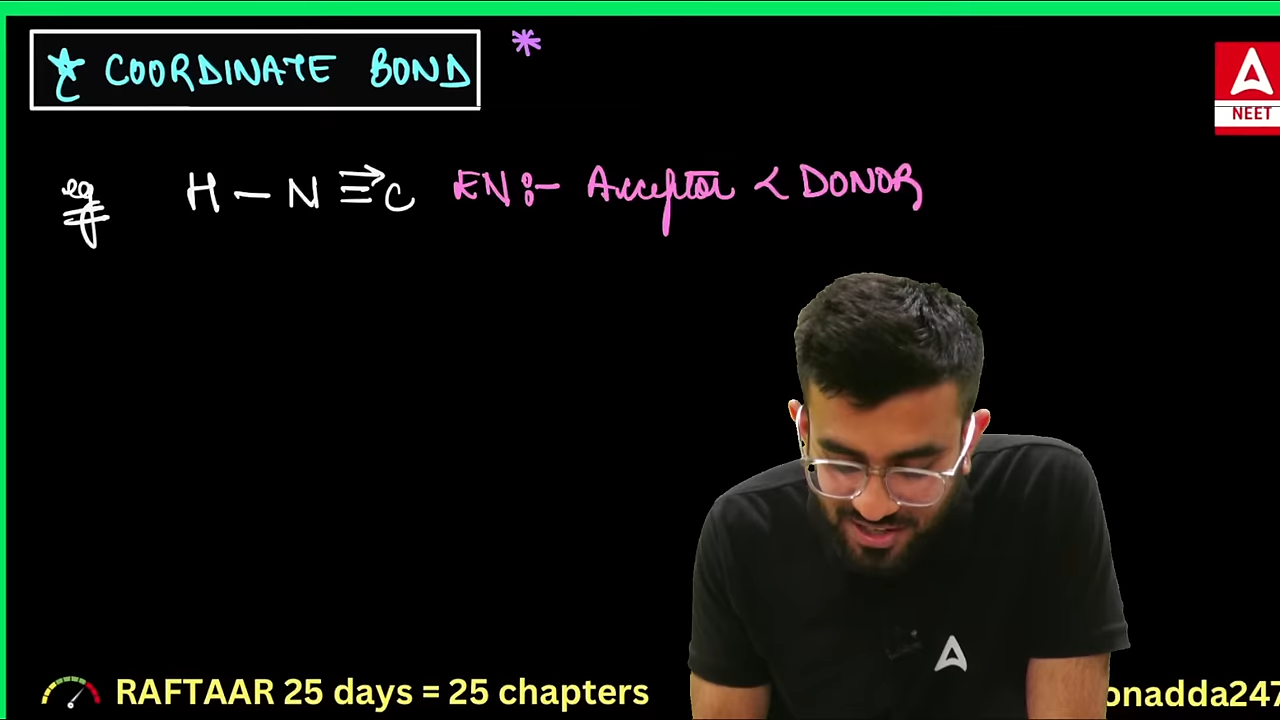 COORDINATE BOND *
NEET
eg H — N ≡ C EN:- Acceptor < DONOR
RAFTAAR 25 days = 25 chapters
onadda247